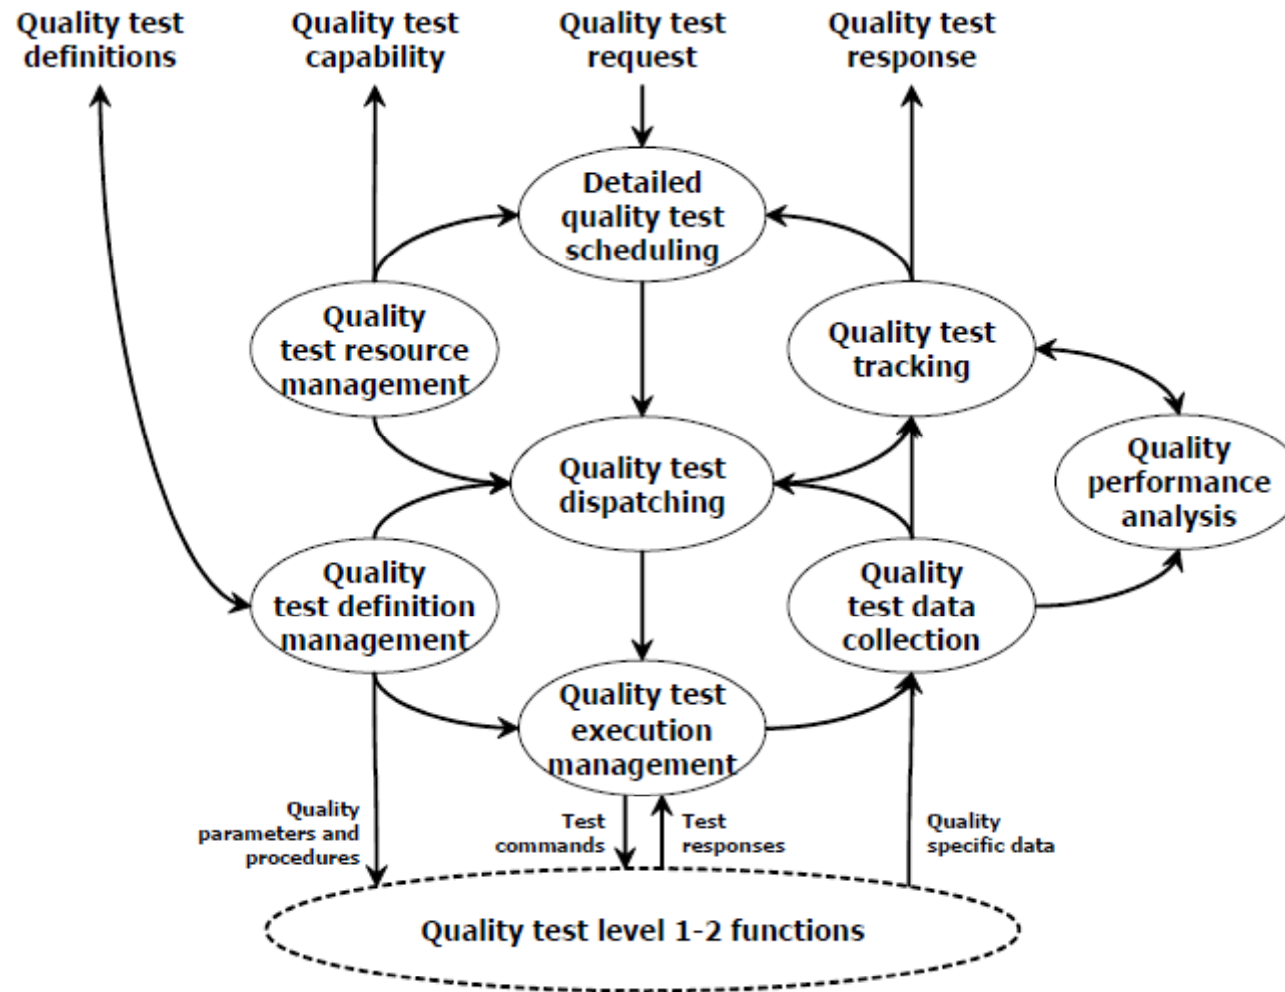 Quality test
definitions
Quality test
capability
Quality test
request
Quality test
response
Detailed
quality test
scheduling
Quality
test resource
management
Quality test
tracking
Quality test
dispatching
Quality
performance
analysis
Quality
test definition
management
Quality
test data
collection
Quality test
execution
management
Quality
parameters and
procedures
Test
commands
Test
responses
Quality
specific data
Quality test level 1-2 functions